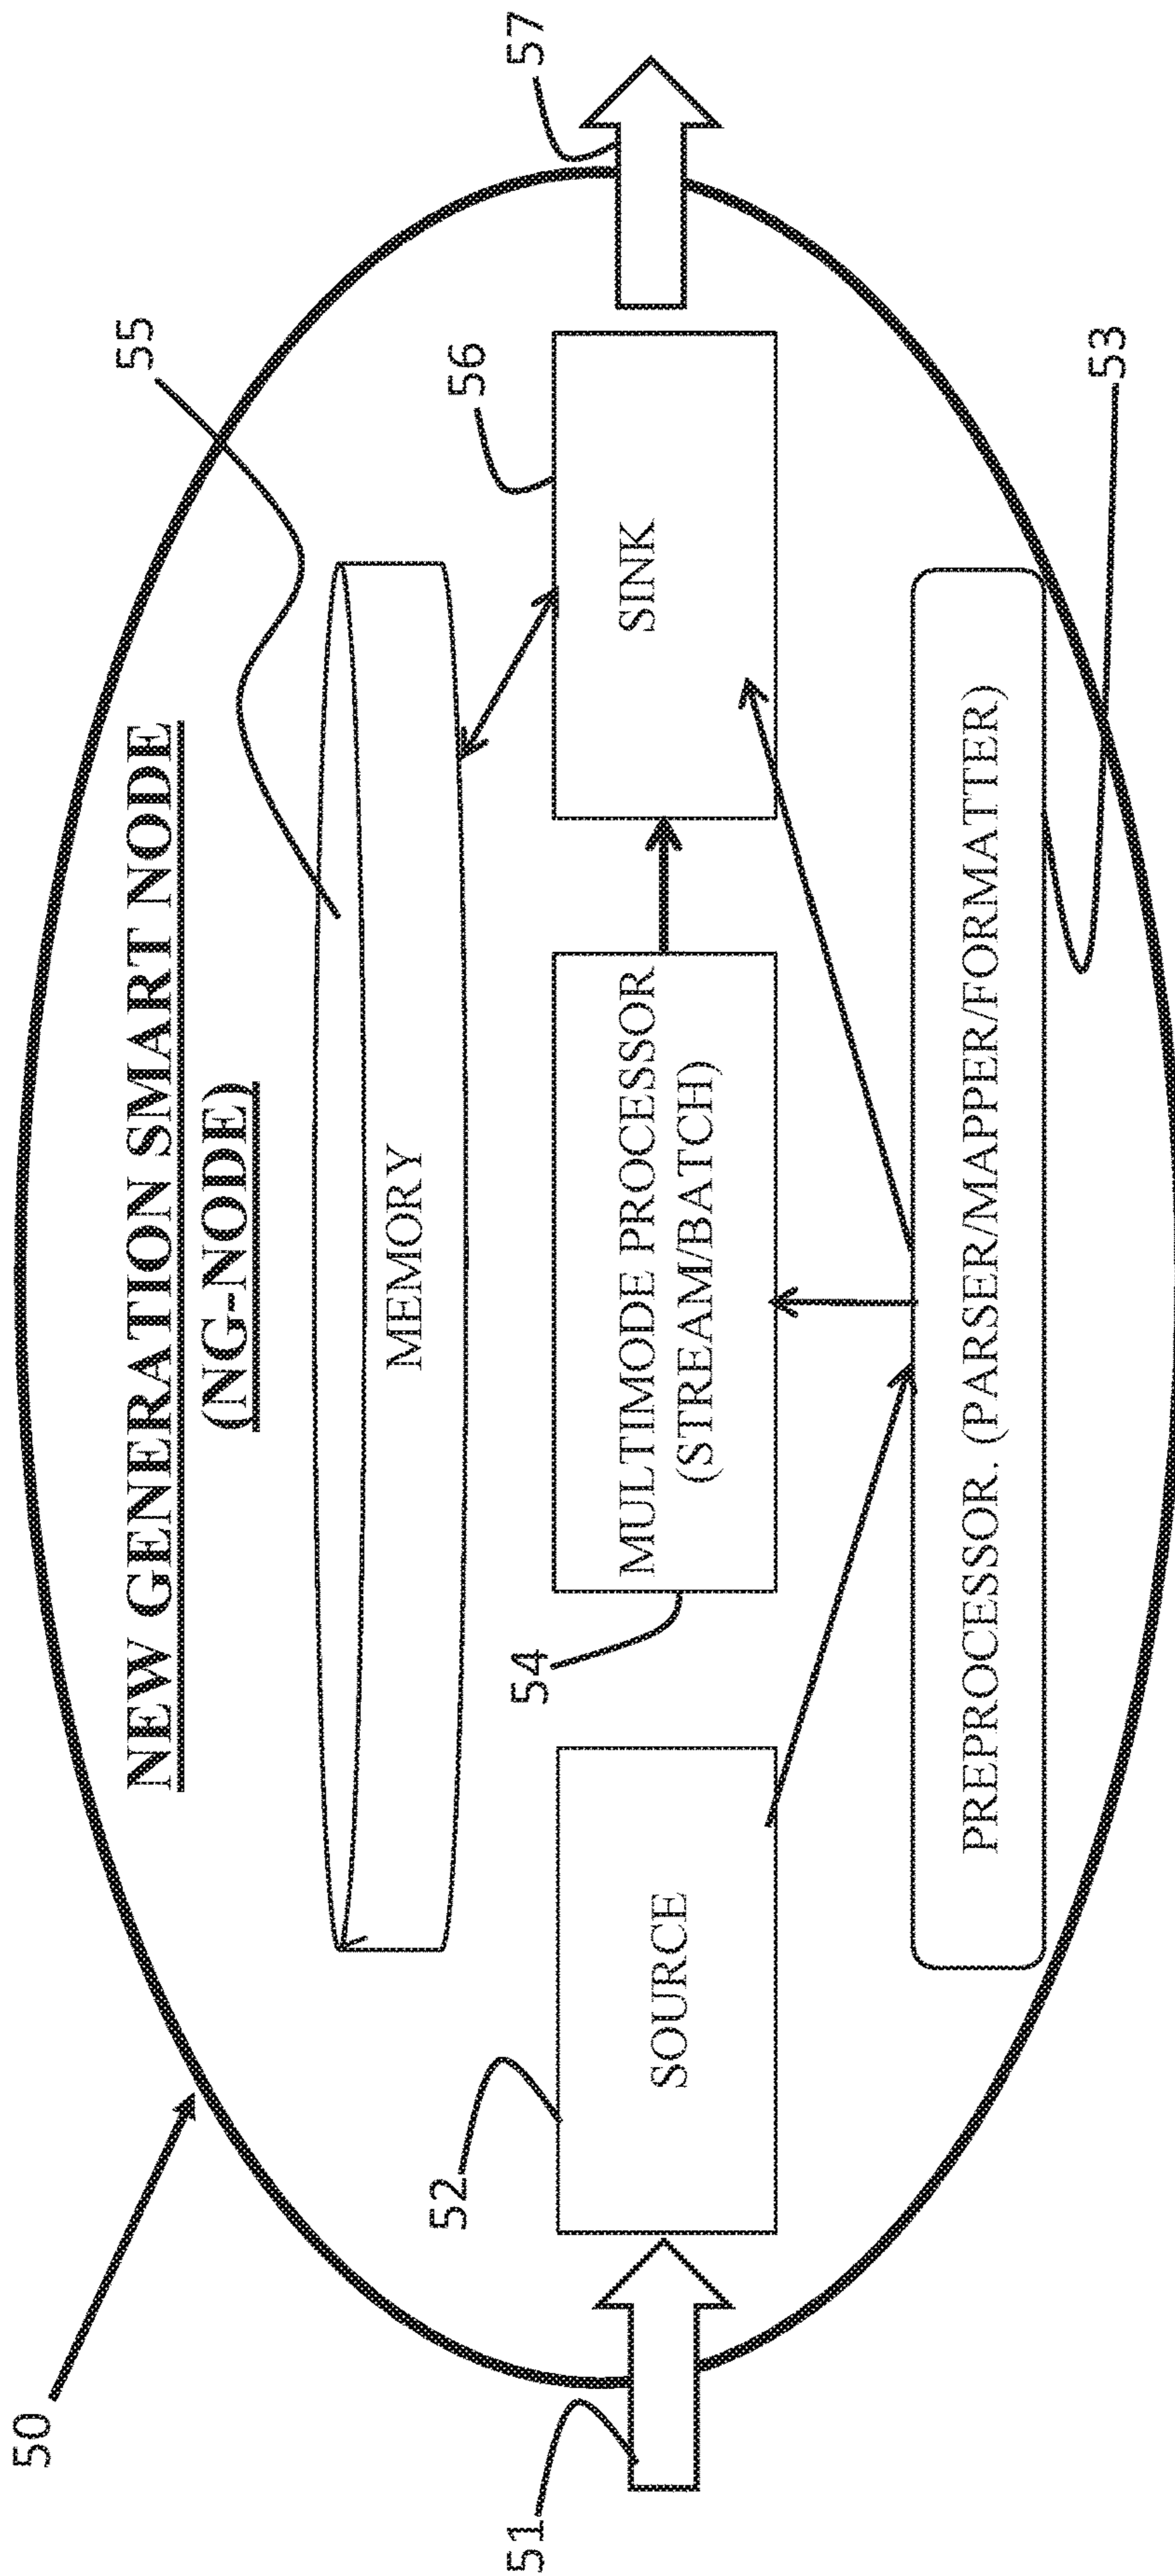 50
NEW GENERATION SMART NODE
(NG-NODE)
55
MEMORY
51
52
SOURCE
54
MULTIMODE PROCESSOR
(STREAM/BATCH)
56
SINK
57
PREPROCESSOR. (PARSER/MAPPER/FORMATTER)
53